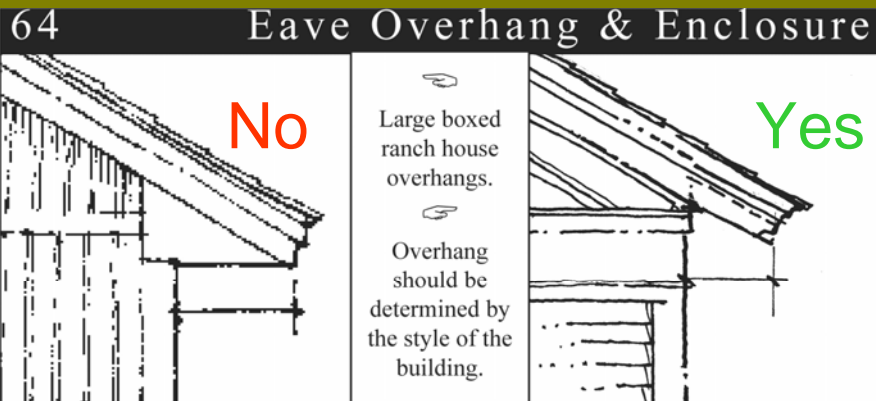 64 Eave Overhang & Enclosure
No
Large boxed
ranch house
overhangs.
Overhang
should be
determined by
the style of the
building.
Yes